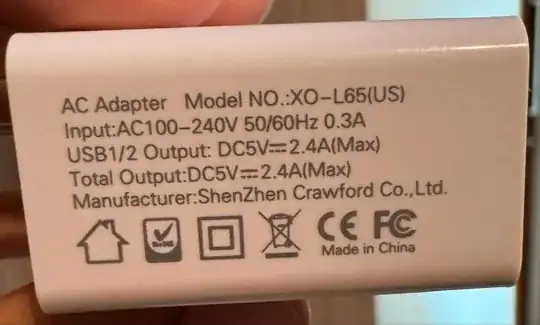 AC Adapter Model NO.:XO-L65(US)
Input:AC100-240V 50/60Hz 0.3A
USB1/2 Output: DC5V⎓2.4A(Max)
Total Output:DC5V⎓2.4A(Max)
Manufacturer:ShenZhen Crawford Co.,Ltd.
RoHS CE FC
Made in China